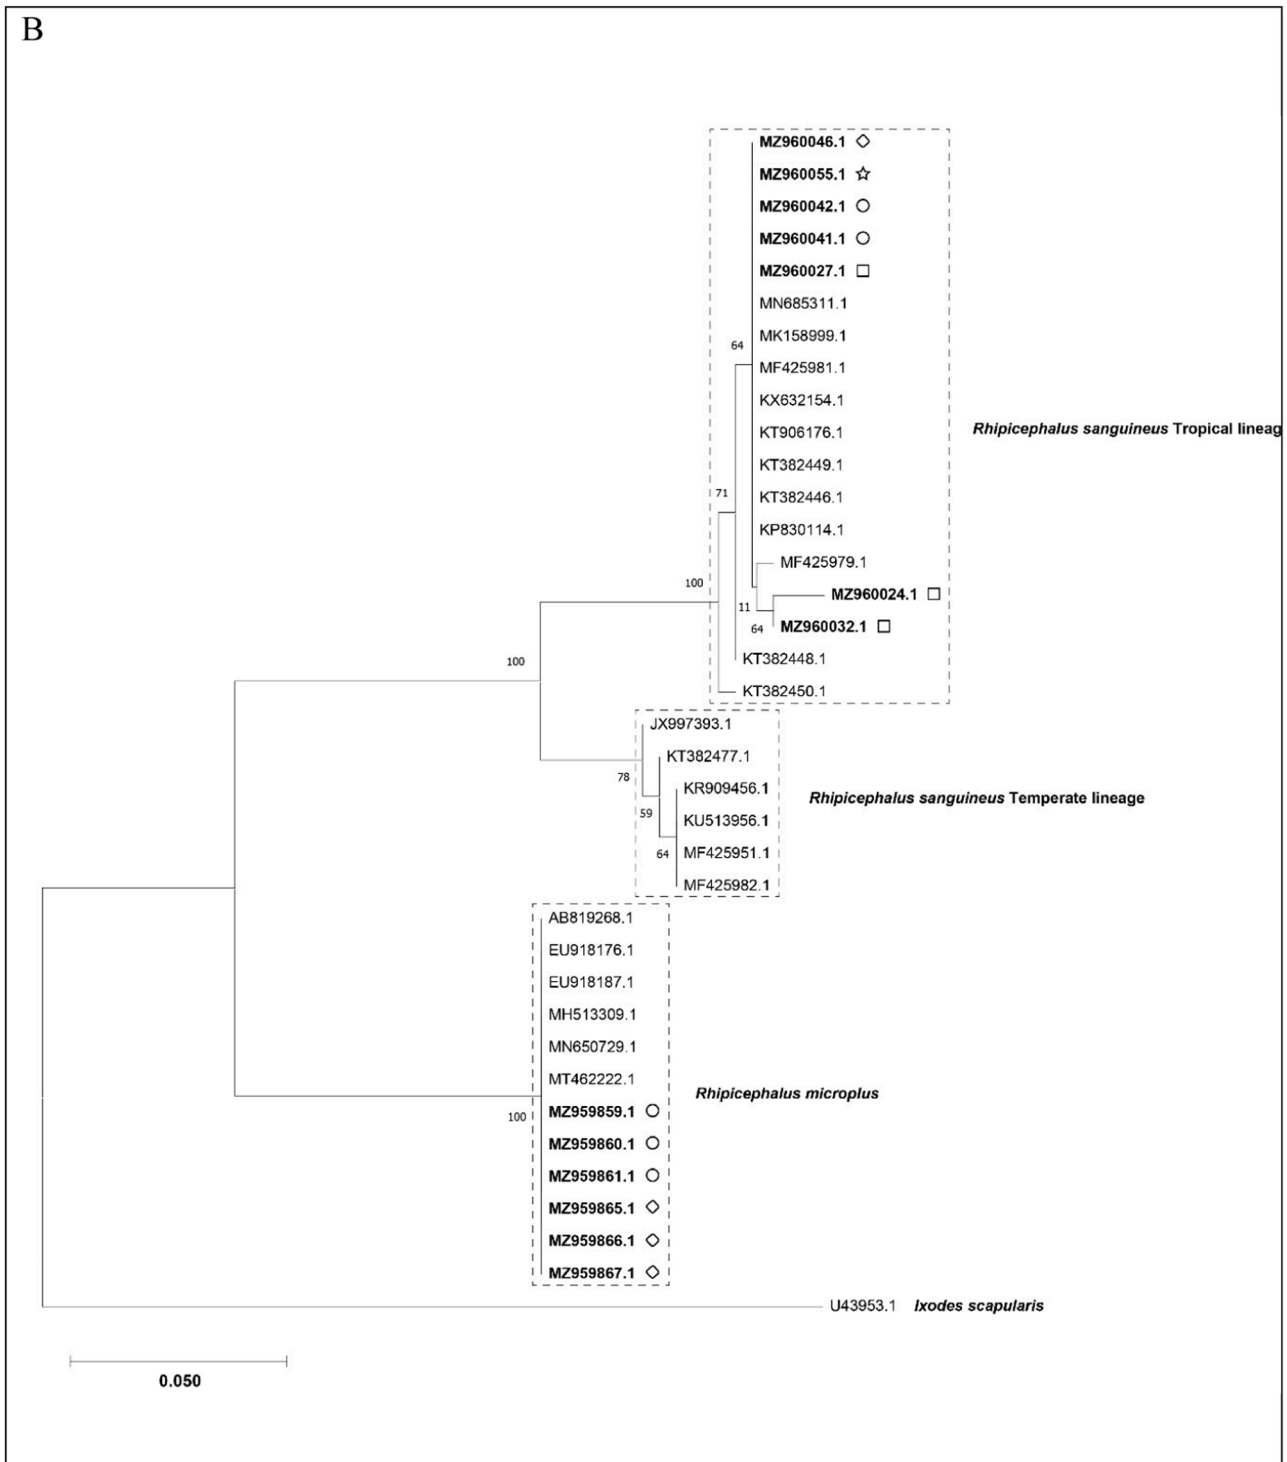 B
MZ960046.1
MZ960055.1
MZ960042.1
MZ960041.1
MZ960027.1
MN685311.1
MK158999.1
64
MF425981.1
KX632154.1
Rhipicephalus sanguineus Tropical lineag
KT906176.1
KT382449.1
71
KT382446.1
KP830114.1
MF425979.1
100
MZ960024.1
11
64
MZ960032.1
100
KT382448.1
KT382450.1
JX997393.1
KT382477.1
78
KR909456.1
Rhipicephalus sanguineus Temperate lineage
59
KU513956.1
64
MF425951.1
MF425982.1
AB819268.1
EU918176.1
EU918187.1
MH513309.1
MN650729.1
MT462222.1
Rhipicephalus microplus
100
MZ959859.1
MZ959860.1
MZ959861.1
MZ959865.1
MZ959866.1
MZ959867.1
U43953.1 Ixodes scapularis
0.050